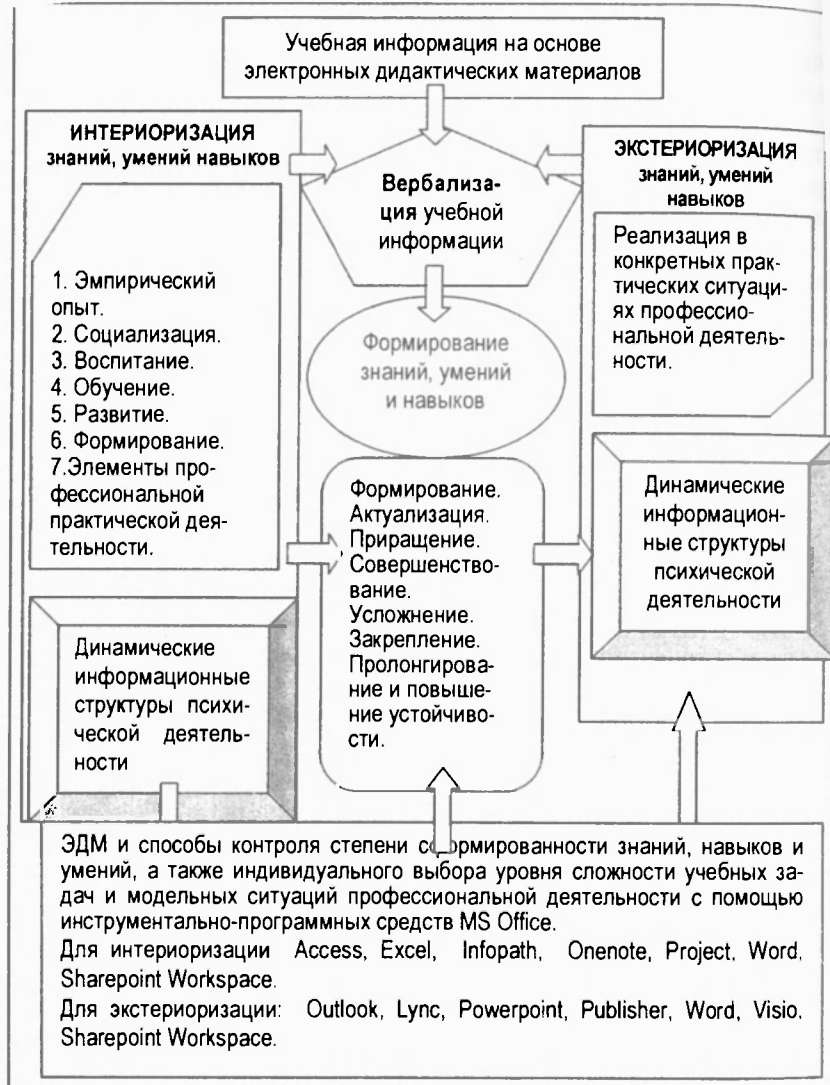 Учебная информация на основе
электронных дидактических материалов
ИНТЕРИОРИЗАЦИЯ
знаний, умений навыков
1. Эмпирический
опыт.
2. Социализация.
3. Воспитание.
4. Обучение.
5. Развитие.
6. Формирование.
7.Элементы про-
фессиональной
практической дея-
тельности.
Динамические
информационные
структуры психи-
ческой деятель-
ности
Вербализа-
ция учебной
информации
Формирование
знаний, умений
и навыков
Формирование.
Актуализация.
Приращение.
Совершенство-
вание.
Усложнение.
Закрепление.
Пролонгирова-
ние и повыше-
ние устойчиво-
сти.
ЭКСТЕРИОРИЗАЦИЯ
знаний, умений
навыков
Реализация в
конкретных прак-
тических ситуаци-
ях профессио-
нальной деятель-
ности.
Динамические
информацион-
ные структуры
психической
деятельности
ЭДМ и способы контроля степени сформированности знаний, навыков и
умений, а также индивидуального выбора уровня сложности учебных за-
дач и модельных ситуаций профессиональной деятельности с помощью
инструментально-программных средств MS Office.
Для интериоризации Access, Excel, Infopath, Onenote, Project, Word,
Sharepoint Workspace.
Для экстериоризации: Outlook, Lync, Powerpoint, Publisher, Word, Visio,
Sharepoint Workspace.